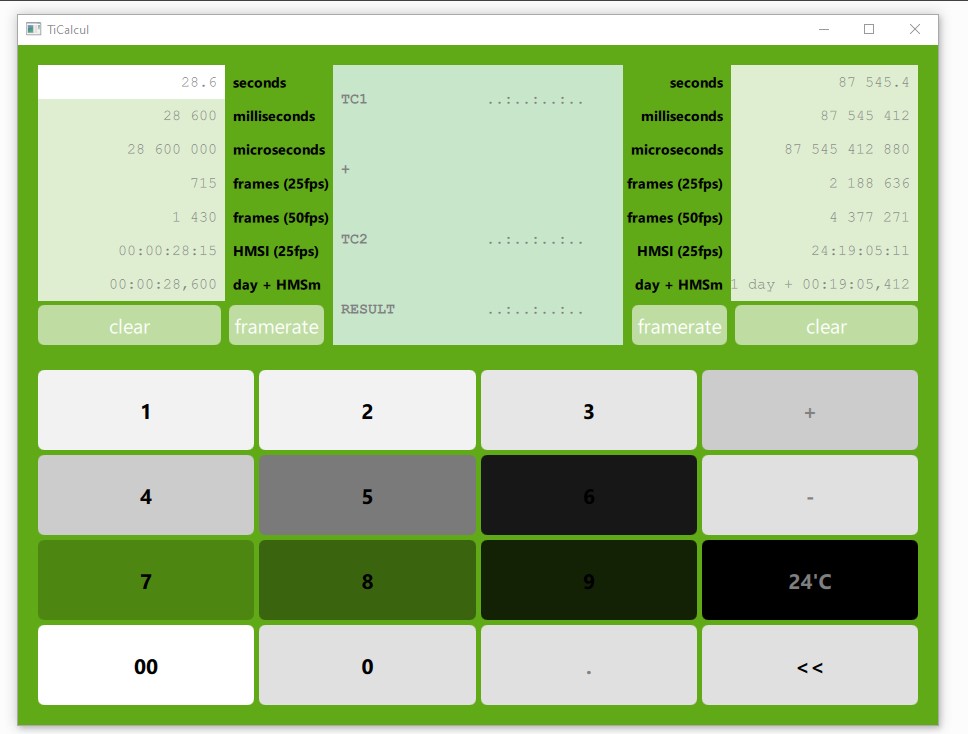 TiCalcul
28.6 seconds
28 600 milliseconds
28 600 000 microseconds
715 frames (25fps)
1 430 frames (50fps)
00:00:28:15 HMSI (25fps)
00:00:28,600 day + HMSm
clear framerate
TC1 ..:..:..:..
+
TC2 ..:..:..:..
RESULT ..:..:..:..
seconds 87 545.4
milliseconds 87 545 412
microseconds 87 545 412 880
frames (25fps) 2 188 636
frames (50fps) 4 377 271
HMSI (25fps) 24:19:05:11
day + HMSm 1 day + 00:19:05,412
framerate clear
1 2 3 +
4 5 6 -
7 8 9 24'C
00 0 . <<